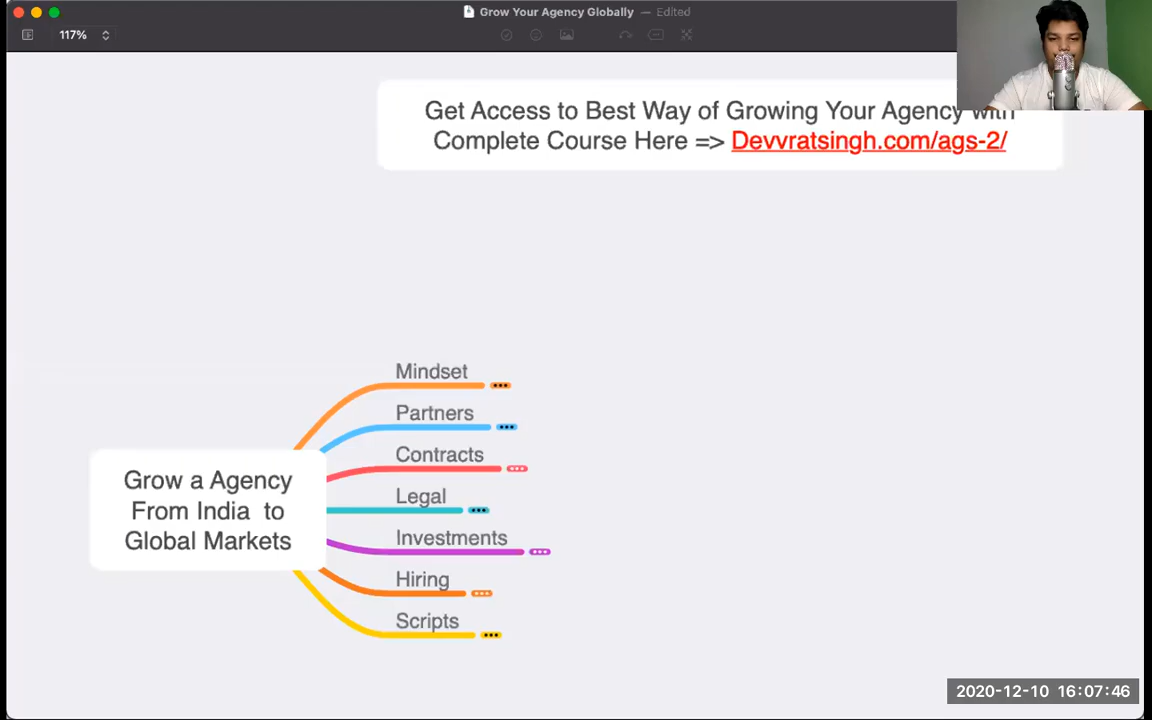 Grow Your Agency Globally — Edited
117%
Get Access to Best Way of Growing Your Agency with
Complete Course Here => Devvratsingh.com/ags-2/
Mindset
Partners
Contracts
Legal
Investments
Hiring
Scripts
Grow a Agency
From India to
Global Markets
2020-12-10 16:07:46